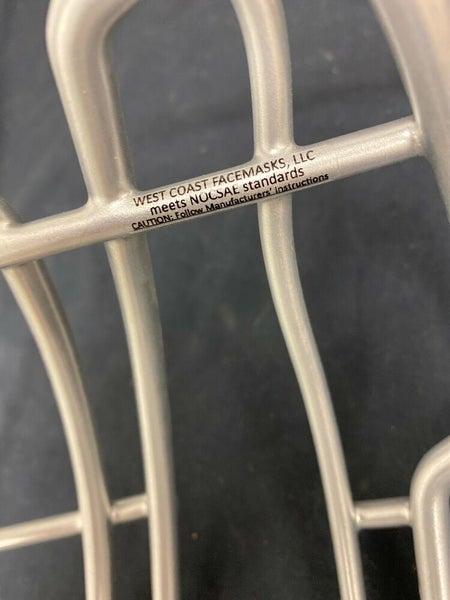 WEST COAST FACEMASKS, LLC
meets NOCSAE standards
CAUTION: Follow Manufacturers' instructions